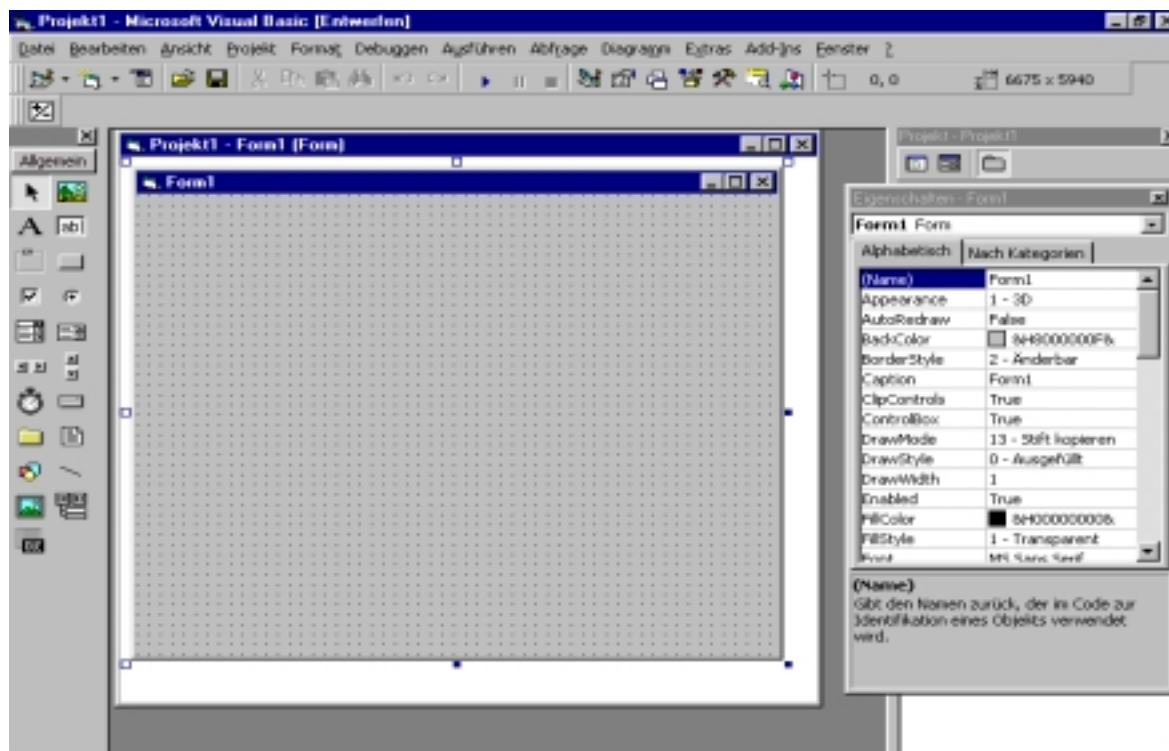 Projekt1 - Microsoft Visual Basic [Entwerfen]
Datei Bearbeiten Ansicht Projekt Format Debuggen Ausführen Abfrage Diagramm Extras Add-Ins Fenster ?
0, 0 6675 x 5940
Allgemein
Projekt1 - Form1 (Form)
Form1
Projekt - Projekt1
Eigenschaften - Form1
Form1 Form
Alphabetisch Nach Kategorien
(Name) Form1
Appearance 1 - 3D
AutoRedraw False
BackColor &H8000000F&
BorderStyle 2 - Änderbar
Caption Form1
ClipControls True
ControlBox True
DrawMode 13 - Stift kopieren
DrawStyle 0 - Ausgefüllt
DrawWidth 1
Enabled True
FillColor &H00000000&
FillStyle 1 - Transparent
Font MS Sans Serif
(Name)
Gibt den Namen zurück, der im Code zur
Identifikation eines Objekts verwendet
wird.
A ab|